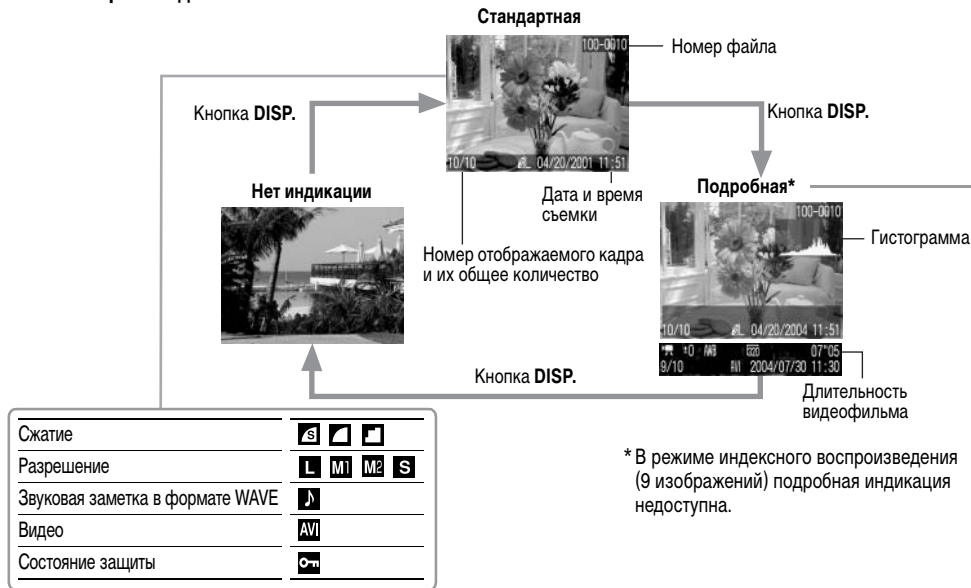 Стандартная
100-0010
Номер файла
Кнопка DISP.
Кнопка DISP.
10/10 L 04/20/2001 11:51
Нет индикации
Дата и время
съемки
Подробная*
100-0010
Номер отображаемого кадра
и их общее количество
Гистограмма
10/10 L 04/20/2004 11:51
±0 07"05
9/10 AVI 2004/07/30 11:30
Кнопка DISP.
Длительность
видеофильма
Сжатие S
Разрешение L M1 M2 S
Звуковая заметка в формате WAVE
Видео AVI
Состояние защиты
* В режиме индексного воспроизведения
(9 изображений) подробная индикация
недоступна.